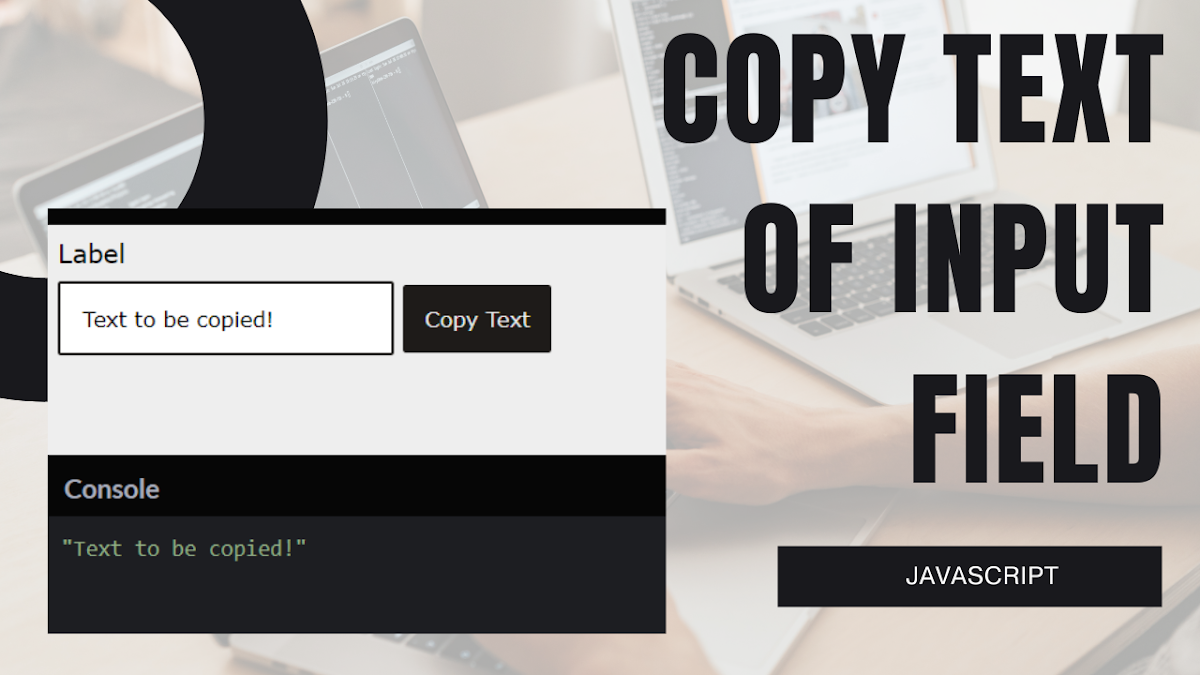 COPY TEXT
OF INPUT
FIELD
JAVASCRIPT
Label
Text to be copied!
Copy Text
Console
"Text to be copied!"